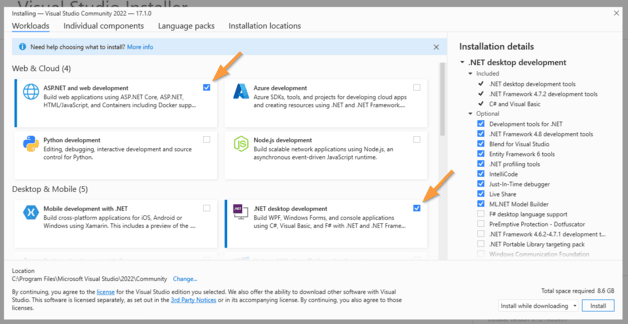 Visual Studio Installer
Installing — Visual Studio Community 2022 — 17.1.0
Workloads
Individual components
Language packs
Installation locations
Need help choosing what to install? More info
Web & Cloud (4)
ASP.NET and web development
Build web applications using ASP.NET Core, ASP.NET,
HTML/JavaScript, and Containers including Docker supp...
Azure development
Azure SDKs, tools, and projects for developing cloud apps
and creating resources using .NET and .NET Framework....
Python development
Editing, debugging, interactive development and source
control for Python.
Node.js development
Build scalable network applications using Node.js, an
asynchronous event-driven JavaScript runtime.
Desktop & Mobile (5)
Mobile development with .NET
Build cross-platform applications for iOS, Android or
Windows using Xamarin. This includes a preview of the ...
.NET desktop development
Build WPF, Windows Forms, and console applications
using C#, Visual Basic, and F# with .NET and .NET Frame...
Installation details
.NET desktop development
Included
.NET desktop development tools
.NET Framework 4.7.2 development tools
C# and Visual Basic
Optional
Development tools for .NET
.NET Framework 4.8 development tools
Blend for Visual Studio
Entity Framework 6 tools
.NET profiling tools
IntelliCode
Just-In-Time debugger
Live Share
ML.NET Model Builder
F# desktop language support
PreEmptive Protection - Dotfuscator
.NET Framework 4.6.2-4.7.1 development t...
.NET Portable Library targeting pack
Windows Communication Foundation
Location
C:\Program Files\Microsoft Visual Studio\2022\Community
Change...
By continuing, you agree to the license for the Visual Studio edition you selected. We also offer the ability to download other software with Visual
Studio. This software is licensed separately, as set out in the 3rd Party Notices or in its accompanying license. By continuing, you also agree to those
licenses.
Total space required 8.6 GB
Install while downloading
Install